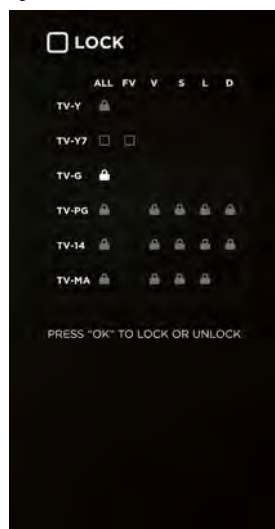 LOCK
ALL FV V S L D
TV-Y
TV-Y7
TV-G
TV-PG
TV-14
TV-MA
PRESS "OK" TO LOCK OR UNLOCK